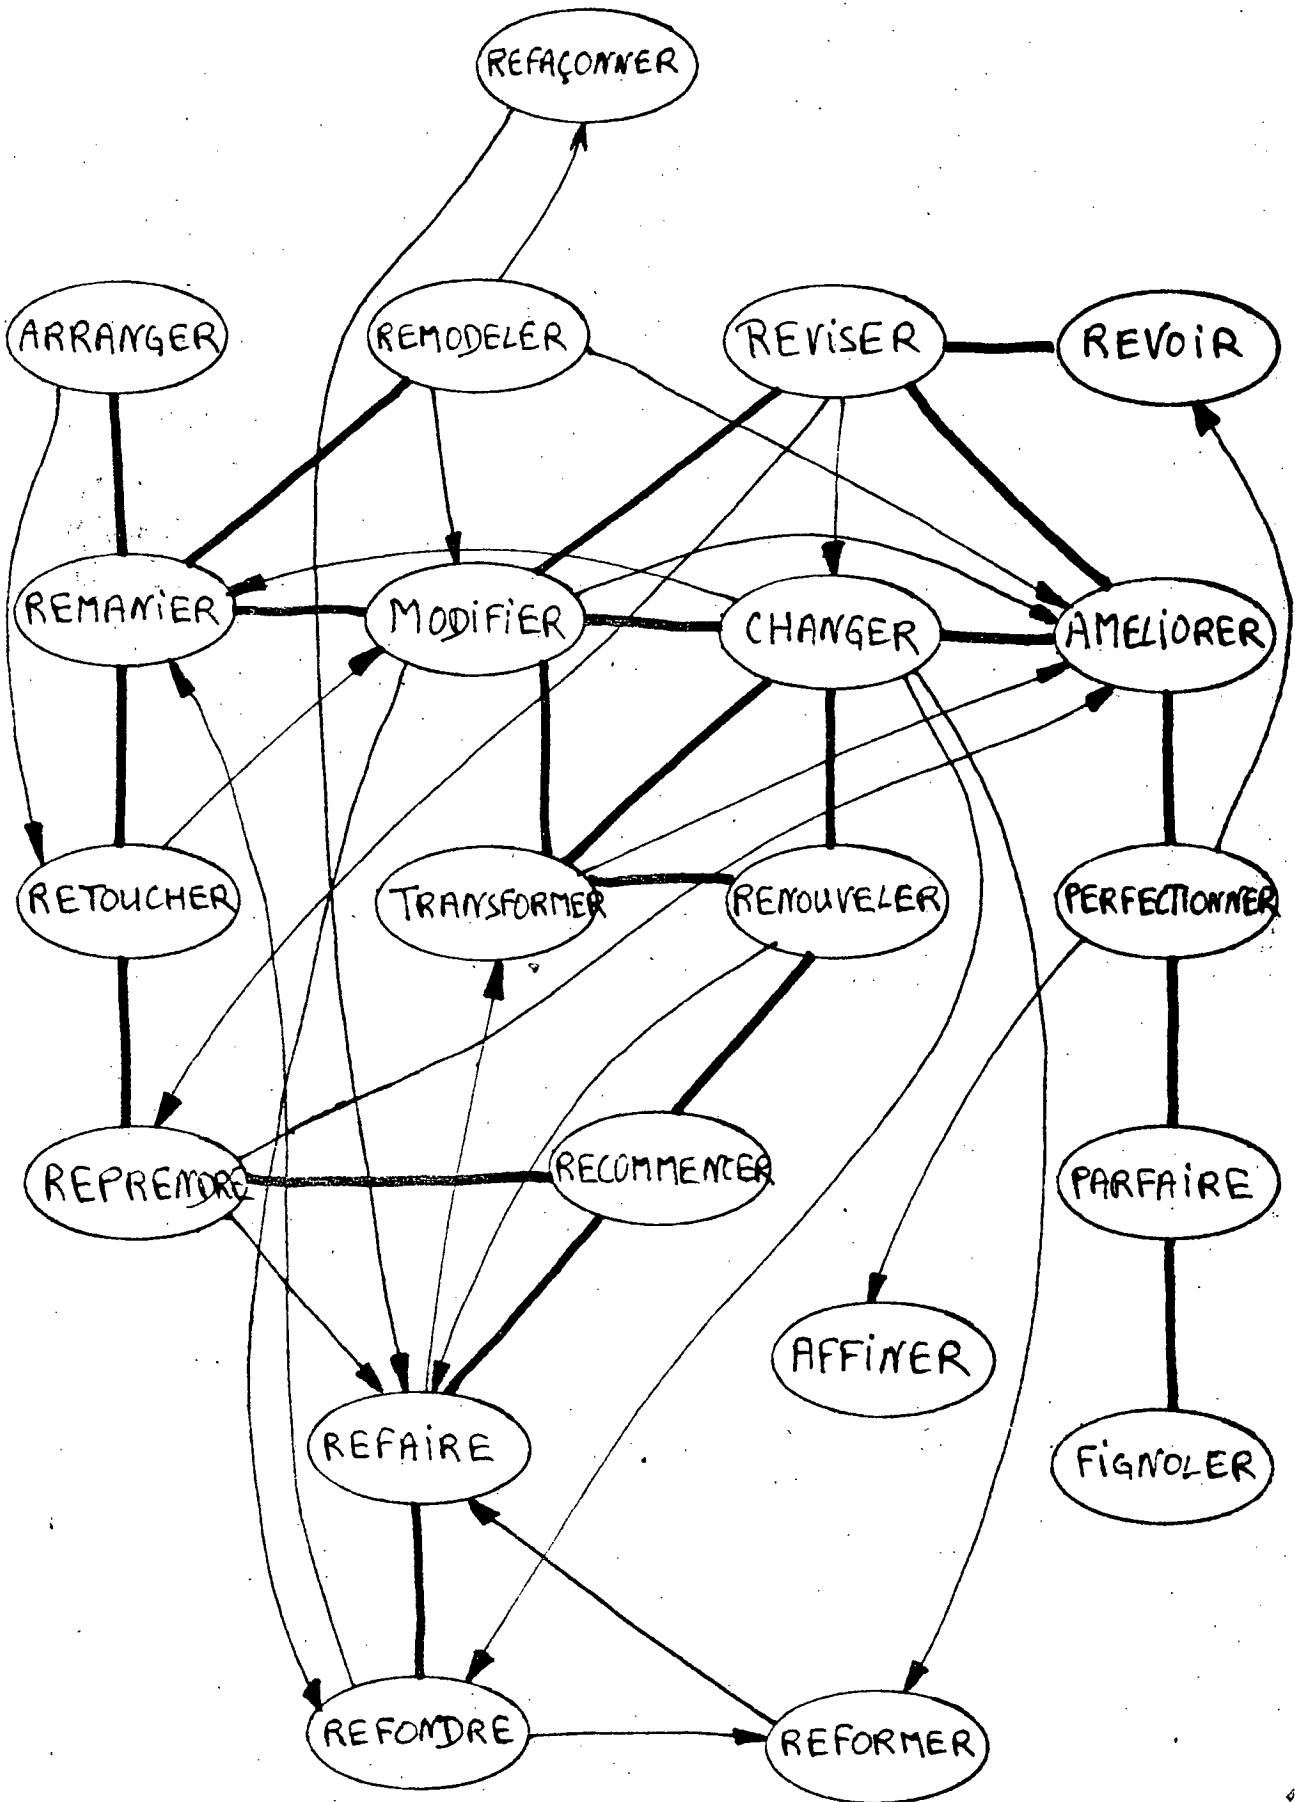 REFAÇONNER
ARRANGER
REMODELER
REViSER
REVOiR
REMANiER
MODiFiER
CHANGER
AMELiORER
RETOUCHER
TRANSFORMER
RENOUVELER
PERFECTIONNER
REPRENDRE
RECOMMENCER
PARFAiRE
AFFiNER
REFAiRE
FiGNOLER
REFONDRE
REFORMER